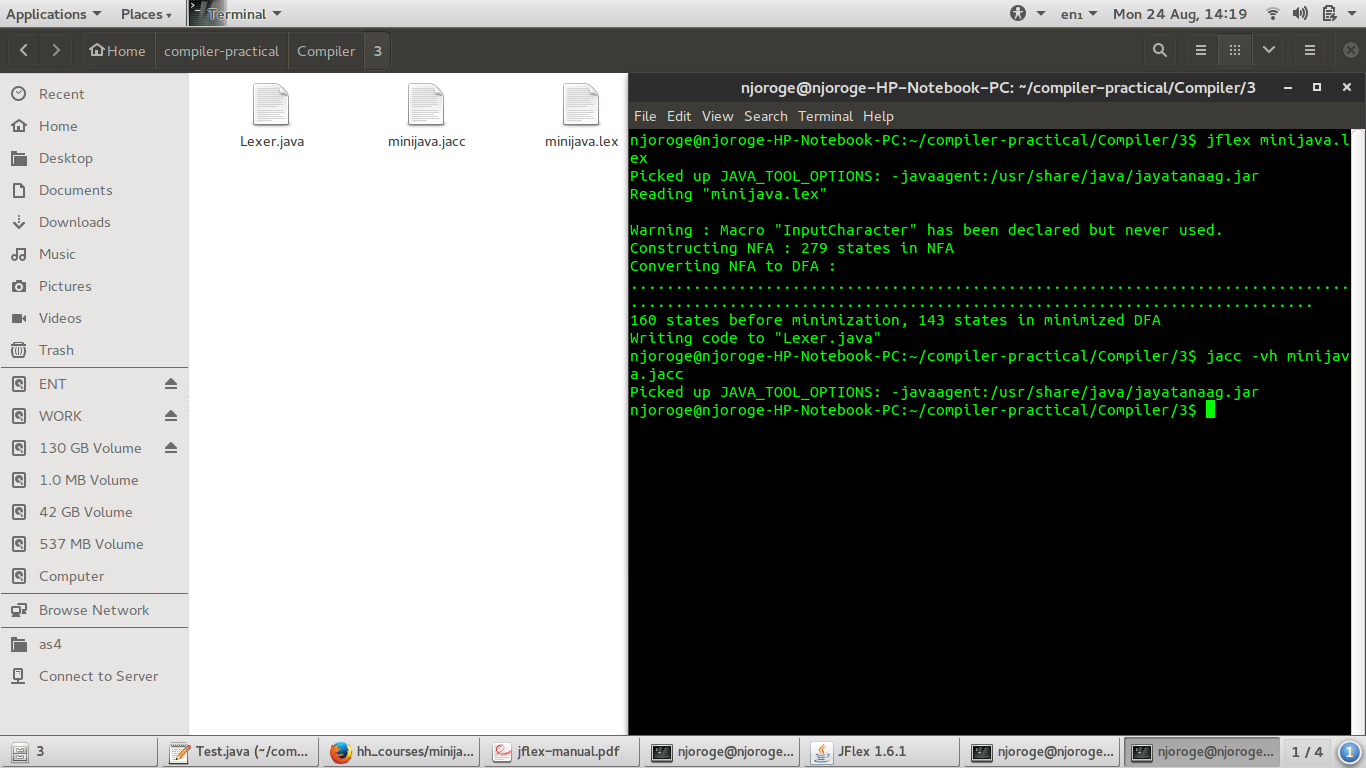 Applications Places Terminal en₁ Mon 24 Aug, 14:19
Home compiler-practical Compiler 3
Recent
Home
Desktop
Documents
Downloads
Music
Pictures
Videos
Trash
ENT
WORK
130 GB Volume
1.0 MB Volume
42 GB Volume
537 MB Volume
Computer
Browse Network
as4
Connect to Server
Lexer.java minijava.jacc minijava.lex
njoroge@njoroge-HP-Notebook-PC: ~/compiler-practical/Compiler/3
File Edit View Search Terminal Help
njoroge@njoroge-HP-Notebook-PC:~/compiler-practical/Compiler/3$ jflex minijava.l
ex
Picked up JAVA_TOOL_OPTIONS: -javaagent:/usr/share/java/jayatanaag.jar
Reading "minijava.lex"
Warning : Macro "InputCharacter" has been declared but never used.
Constructing NFA : 279 states in NFA
Converting NFA to DFA :
................................................................................
............................................................................
160 states before minimization, 143 states in minimized DFA
Writing code to "Lexer.java"
njoroge@njoroge-HP-Notebook-PC:~/compiler-practical/Compiler/3$ jacc -vh minijav
a.jacc
Picked up JAVA_TOOL_OPTIONS: -javaagent:/usr/share/java/jayatanaag.jar
njoroge@njoroge-HP-Notebook-PC:~/compiler-practical/Compiler/3$
3 Test.java (~/com... hh_courses/minija... jflex-manual.pdf njoroge@njoroge... JFlex 1.6.1 njoroge@njoroge... njoroge@njoroge... 1 / 4 1